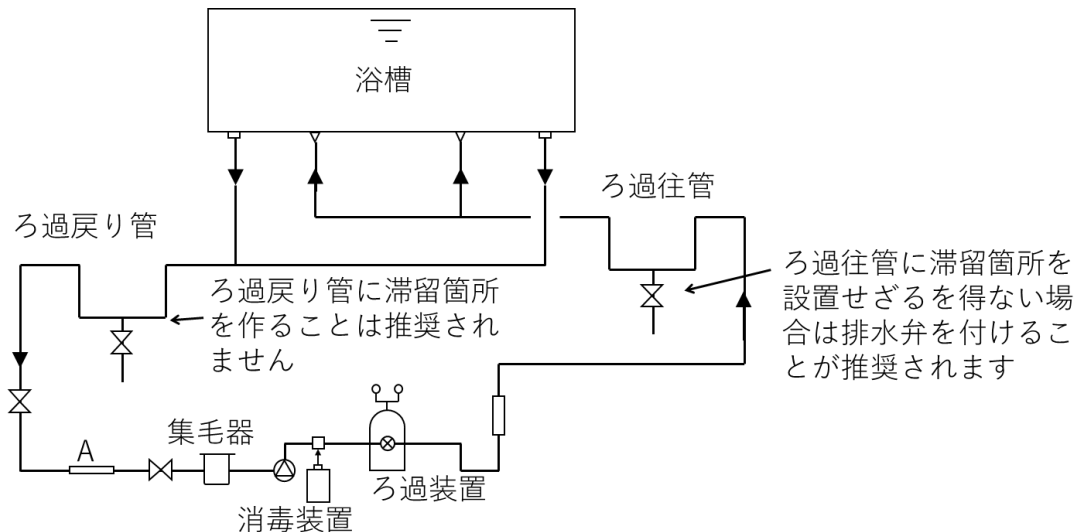 浴槽
ろ過往管
ろ過戻り管
ろ過往管に滞留箇所を
設置せざるを得ない場
合は排水弁を付けるこ
とが推奨されます
ろ過戻り管に滞留箇所
を作ることは推奨され
ません
A
集毛器
ろ過装置
消毒装置